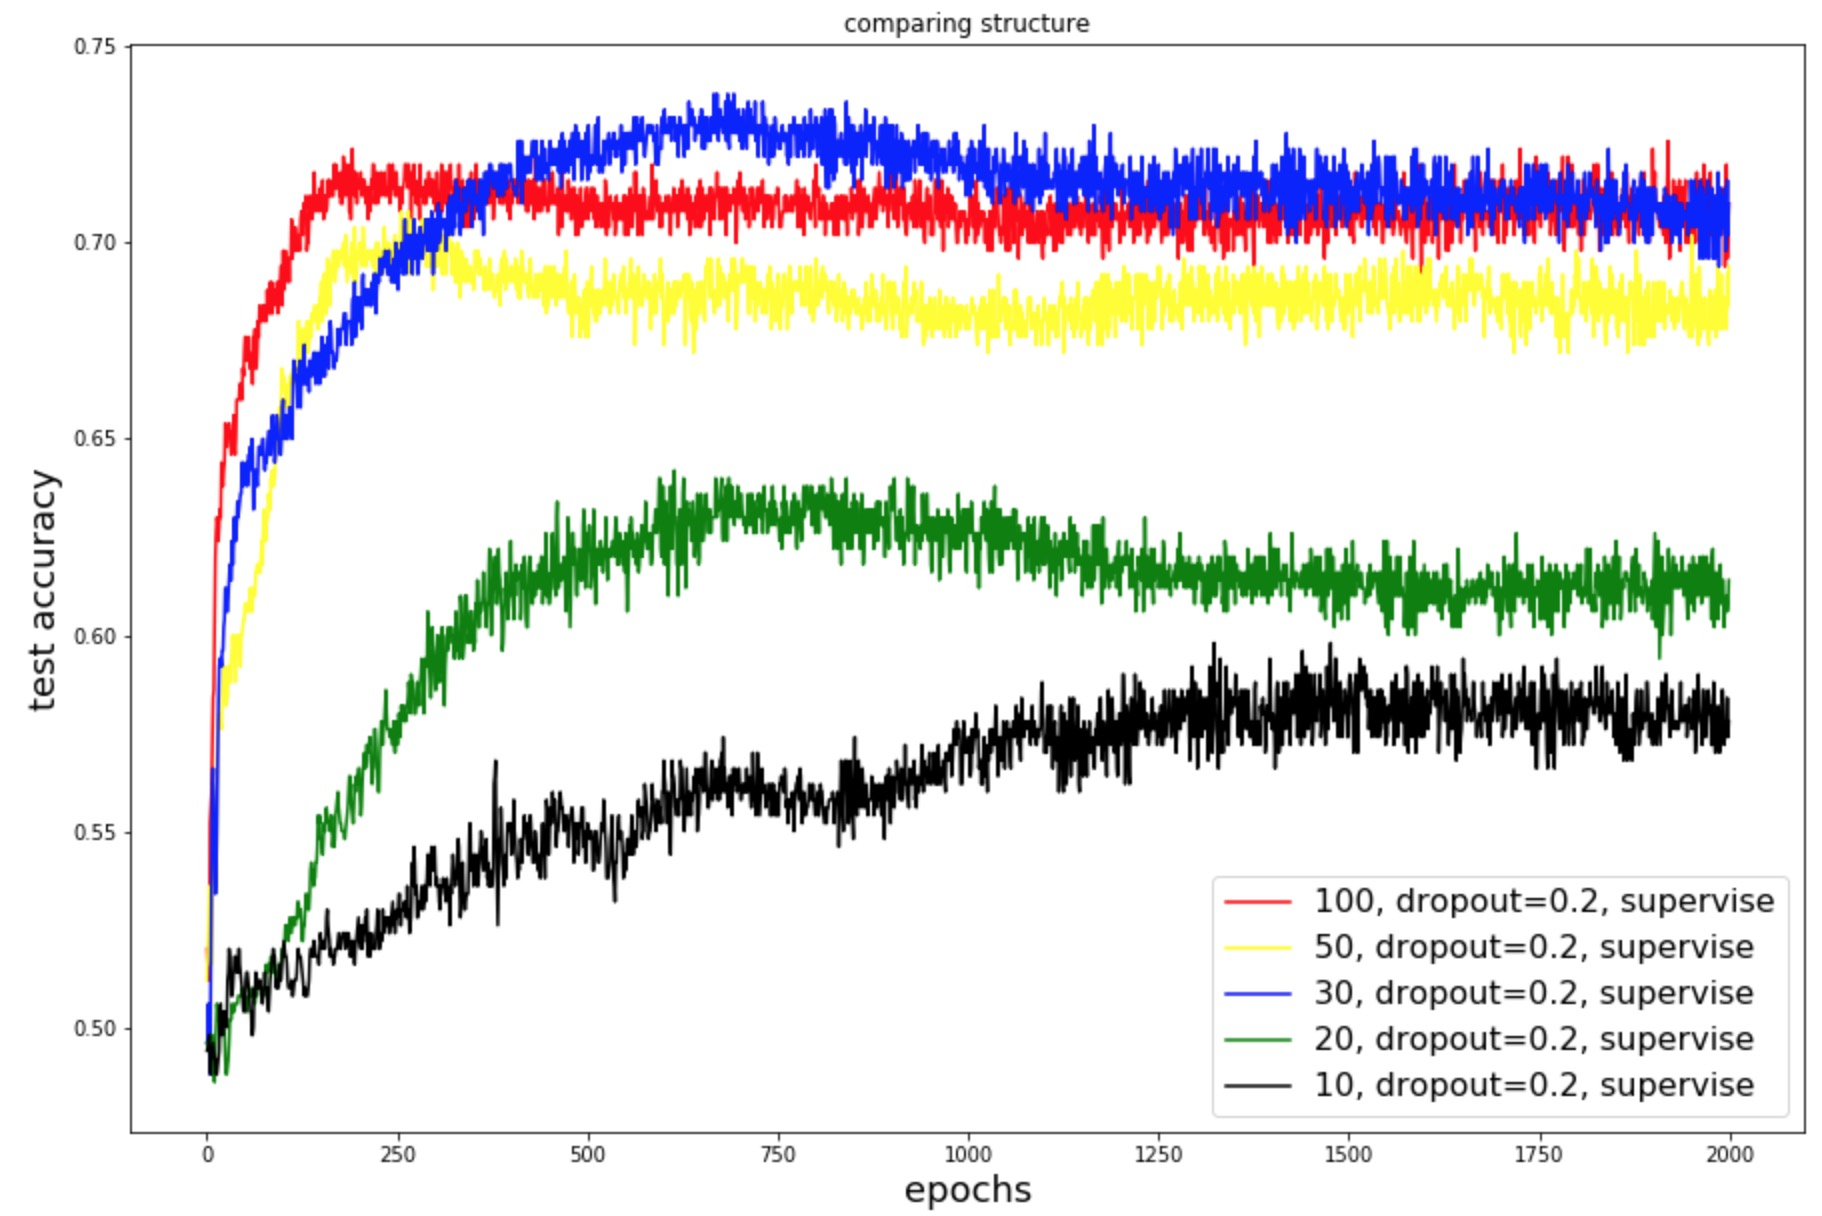 comparing structure
0.75
0.70
0.65
0.60
0.55
0.50
test accuracy
100, dropout=0.2, supervise
50, dropout=0.2, supervise
30, dropout=0.2, supervise
20, dropout=0.2, supervise
10, dropout=0.2, supervise
0 250 500 750 1000 1250 1500 1750 2000
epochs